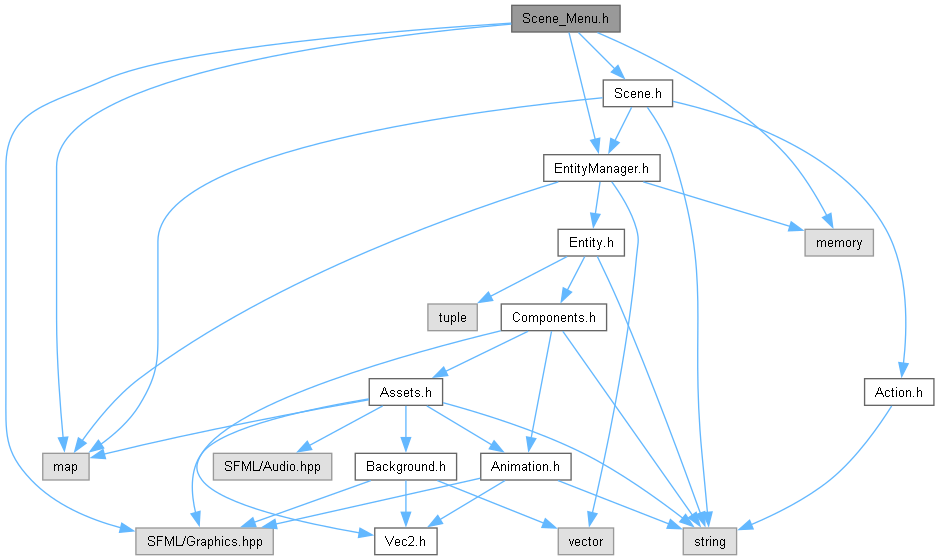 Scene_Menu.h
Scene.h
EntityManager.h
Entity.h
memory
tuple
Components.h
Assets.h
Action.h
map
SFML/Audio.hpp
Background.h
Animation.h
SFML/Graphics.hpp
Vec2.h
vector
string